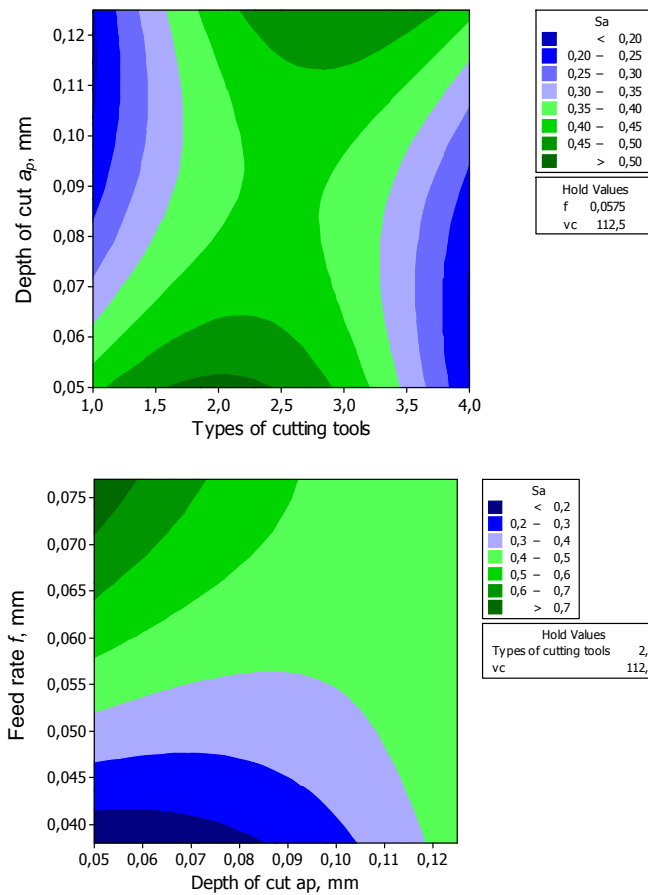 Depth of cut ap, mm
0,12
0,11
0,10
0,09
0,08
0,07
0,06
0,05
1,0 1,5 2,0 2,5 3,0 3,5 4,0
Types of cutting tools
Sa
< 0,20
0,20 – 0,25
0,25 – 0,30
0,30 – 0,35
0,35 – 0,40
0,40 – 0,45
0,45 – 0,50
> 0,50
Hold Values
f 0,0575
vc 112,5
Feed rate f, mm
0,075
0,070
0,065
0,060
0,055
0,050
0,045
0,040
0,05 0,06 0,07 0,08 0,09 0,10 0,11 0,12
Depth of cut ap, mm
Sa
< 0,2
0,2 – 0,3
0,3 – 0,4
0,4 – 0,5
0,5 – 0,6
0,6 – 0,7
> 0,7
Hold Values
Types of cutting tools 2,
vc 112,